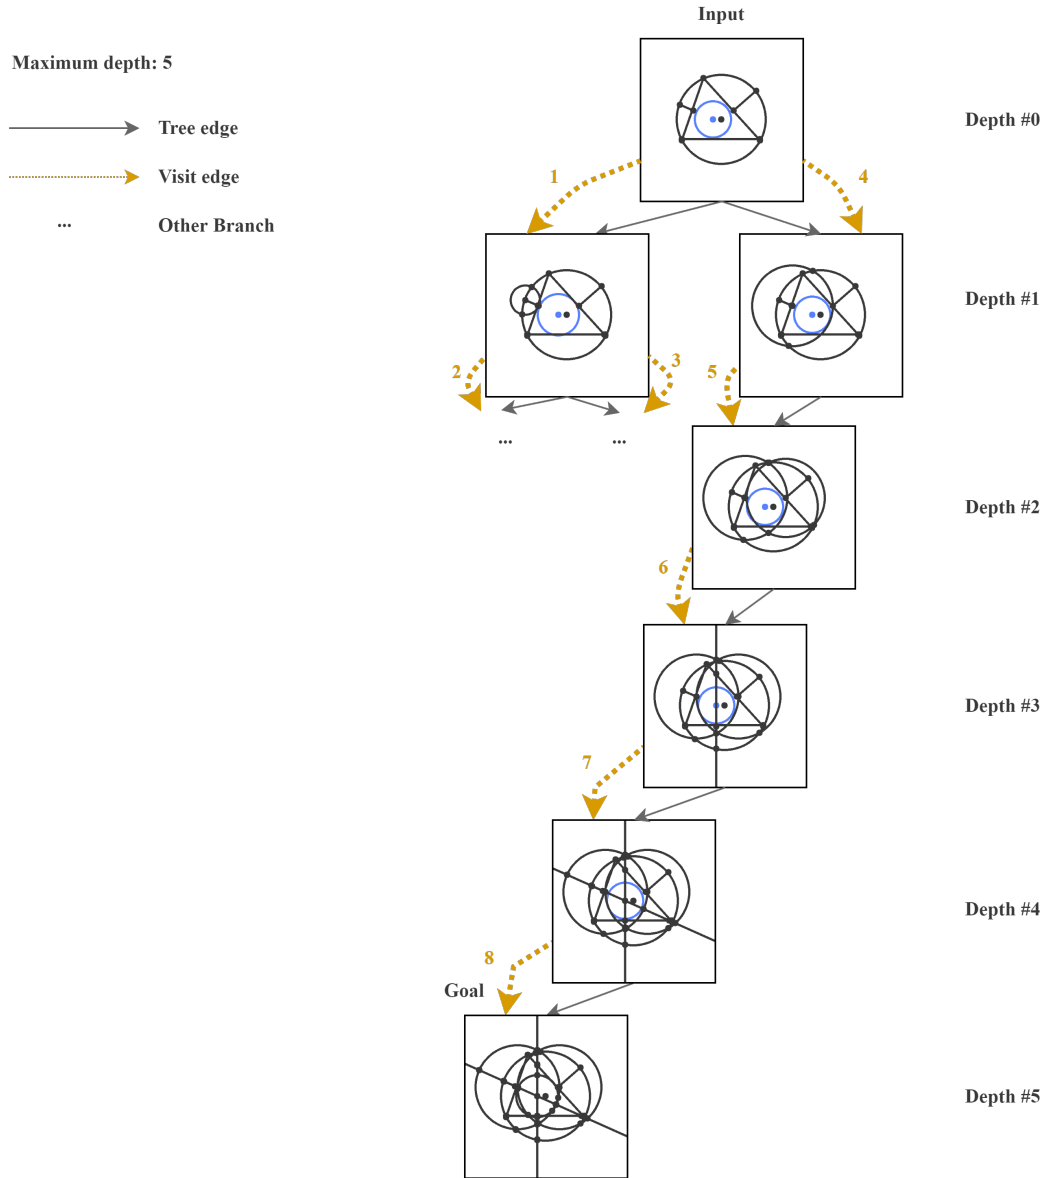 Input
Maximum depth: 5
Depth #0
Tree edge
Visit edge
1
4
... Other Branch
Depth #1
2
3
5
... ...
Depth #2
6
Depth #3
7
Depth #4
8
Goal
Depth #5